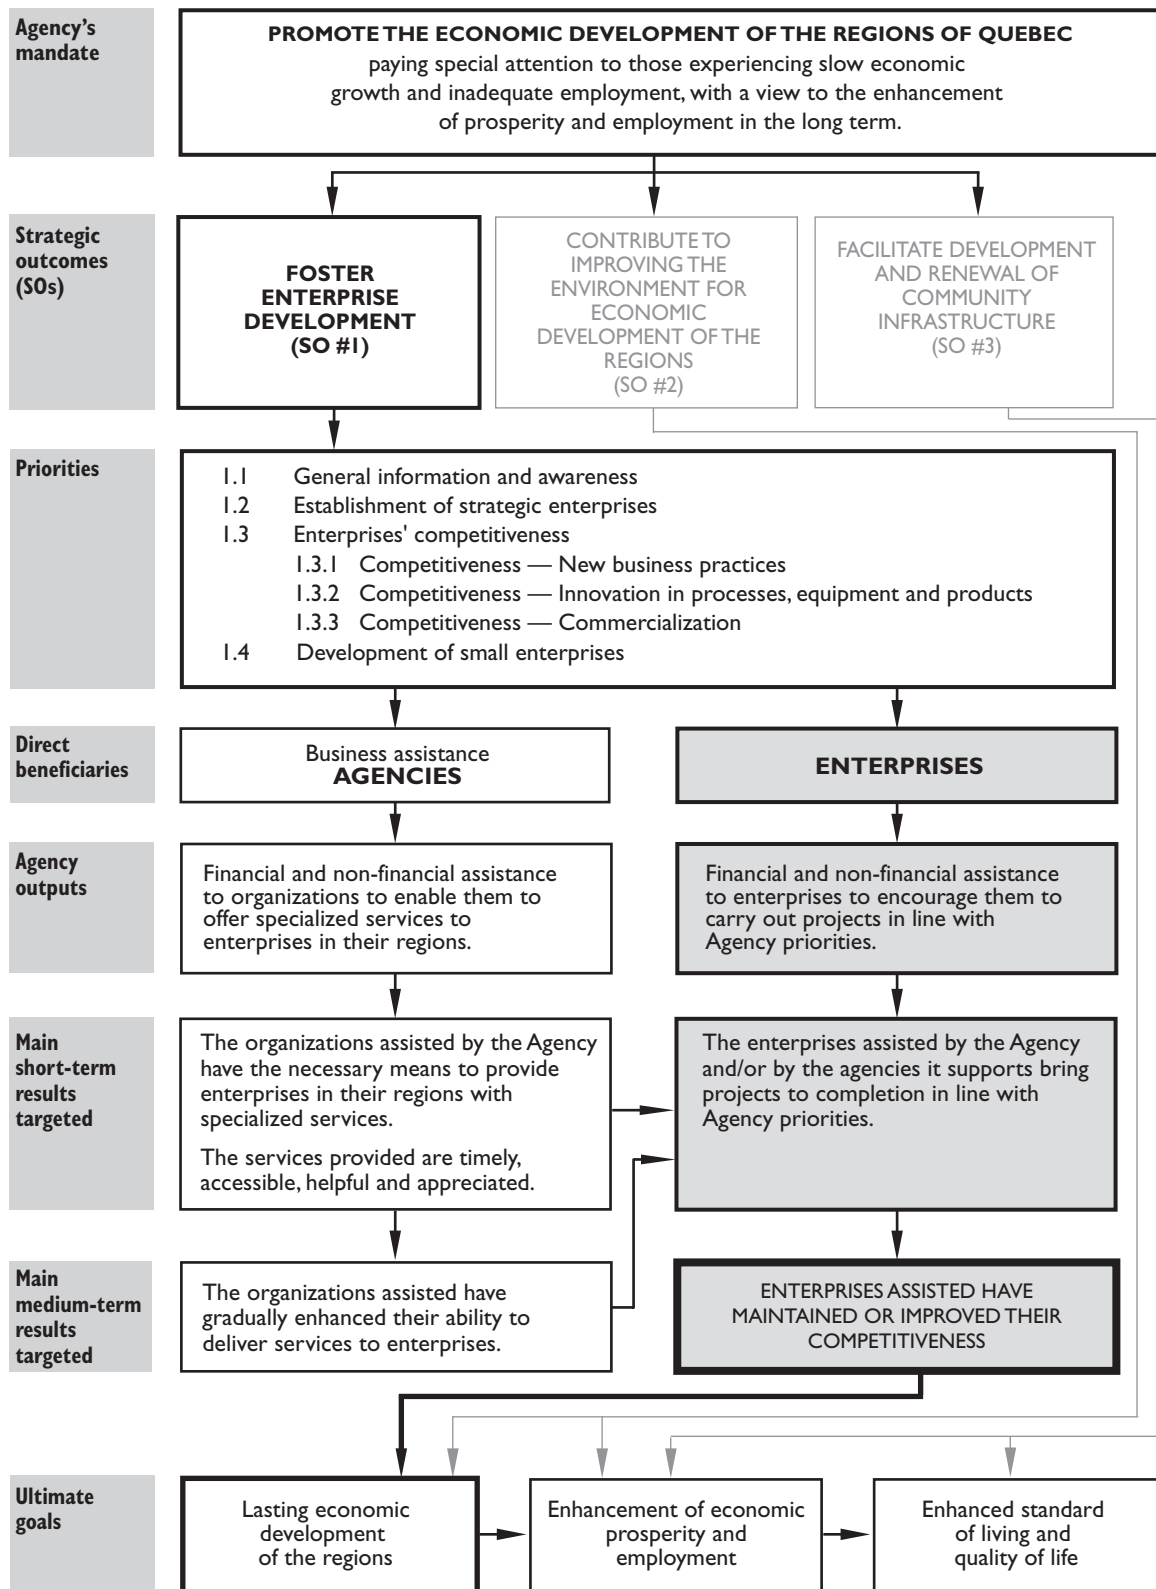 Agency's
mandate
PROMOTE THE ECONOMIC DEVELOPMENT OF THE REGIONS OF QUEBEC
paying special attention to those experiencing slow economic
growth and inadequate employment, with a view to the enhancement
of prosperity and employment in the long term.
Strategic
outcomes
(SOs)
FOSTER
ENTERPRISE
DEVELOPMENT
(SO #1)
CONTRIBUTE TO
IMPROVING THE
ENVIRONMENT FOR
ECONOMIC
DEVELOPMENT OF THE
REGIONS
(SO #2)
FACILITATE DEVELOPMENT
AND RENEWAL OF
COMMUNITY
INFRASTRUCTURE
(SO #3)
Priorities
1.1 General information and awareness
1.2 Establishment of strategic enterprises
1.3 Enterprises' competitiveness
1.3.1 Competitiveness — New business practices
1.3.2 Competitiveness — Innovation in processes, equipment and products
1.3.3 Competitiveness — Commercialization
1.4 Development of small enterprises
Direct
beneficiaries
Business assistance
AGENCIES
ENTERPRISES
Agency
outputs
Financial and non-financial assistance
to organizations to enable them to
offer specialized services to
enterprises in their regions.
Financial and non-financial assistance
to enterprises to encourage them to
carry out projects in line with
Agency priorities.
Main
short-term
results
targeted
The organizations assisted by the Agency
have the necessary means to provide
enterprises in their regions with
specialized services.
The services provided are timely,
accessible, helpful and appreciated.
The enterprises assisted by the Agency
and/or by the agencies it supports bring
projects to completion in line with
Agency priorities.
Main
medium-term
results
targeted
The organizations assisted have
gradually enhanced their ability to
deliver services to enterprises.
ENTERPRISES ASSISTED HAVE
MAINTAINED OR IMPROVED THEIR
COMPETITIVENESS
Ultimate
goals
Lasting economic
development
of the regions
Enhancement of economic
prosperity and
employment
Enhanced standard
of living and
quality of life